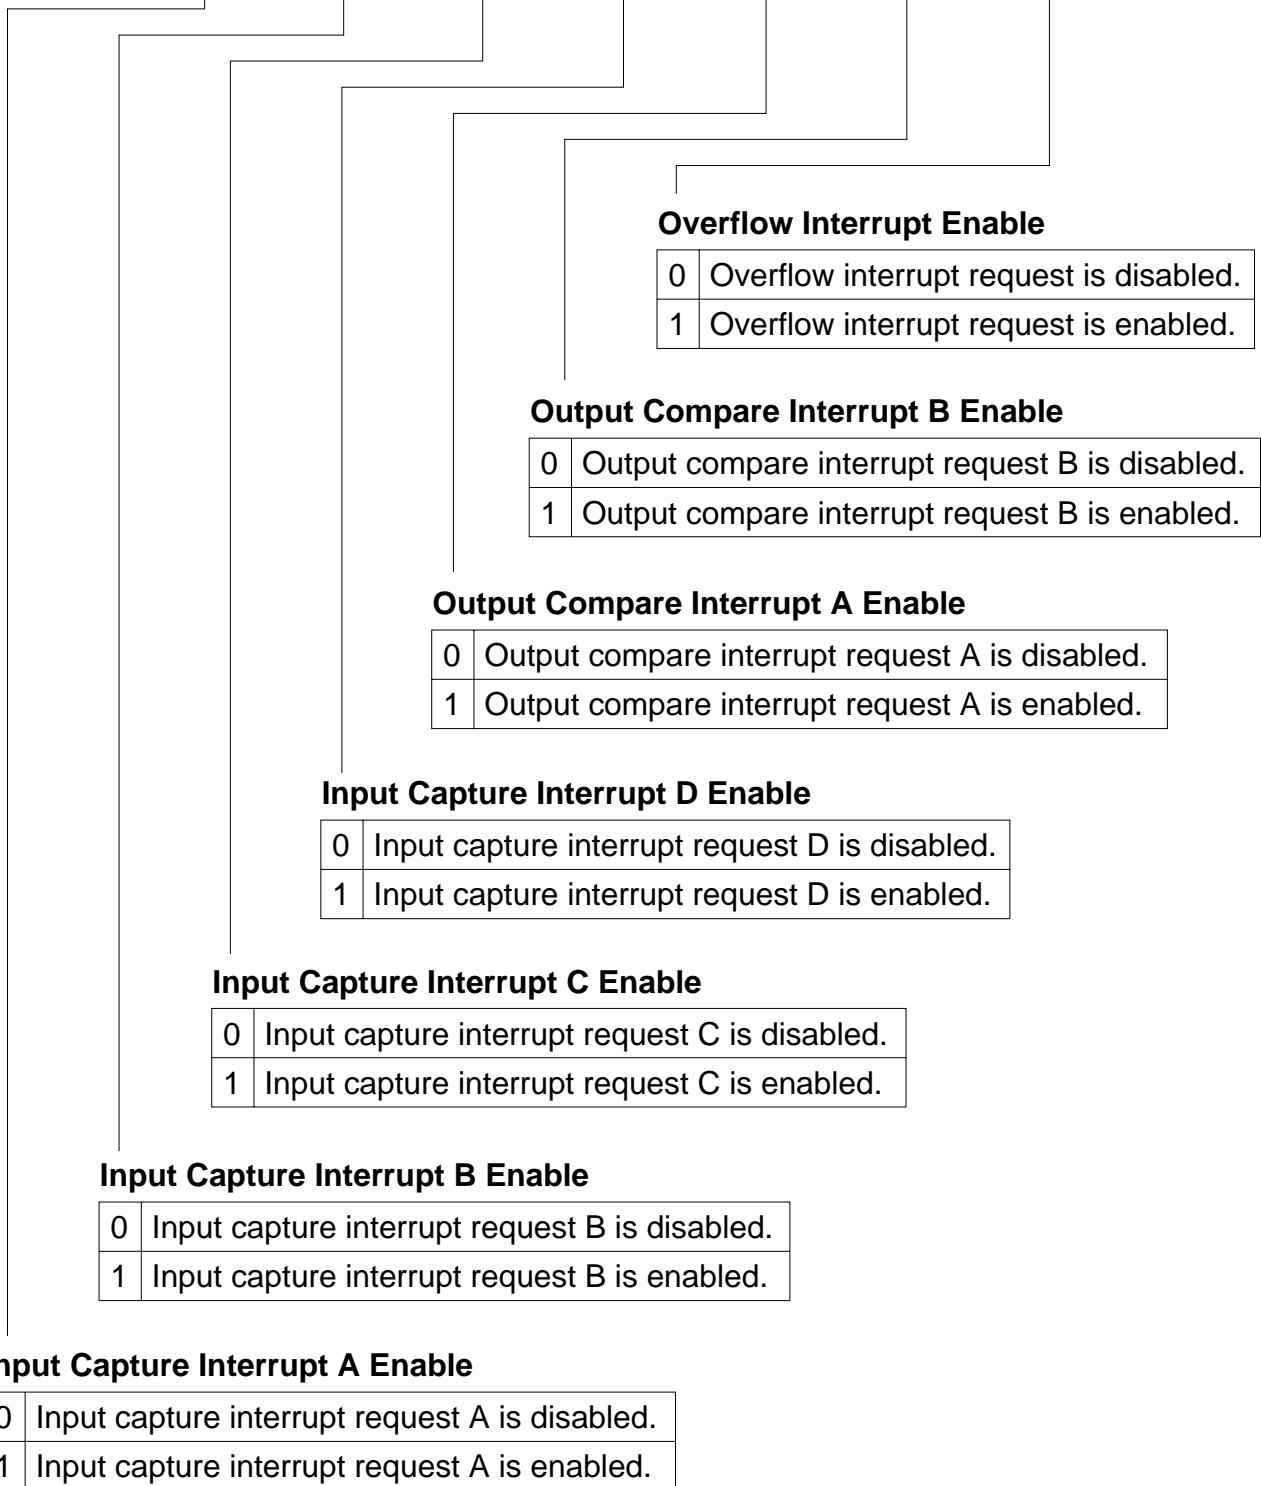 Overflow Interrupt Enable
0 Overflow interrupt request is disabled.
1 Overflow interrupt request is enabled.
Output Compare Interrupt B Enable
0 Output compare interrupt request B is disabled.
1 Output compare interrupt request B is enabled.
Output Compare Interrupt A Enable
0 Output compare interrupt request A is disabled.
1 Output compare interrupt request A is enabled.
Input Capture Interrupt D Enable
0 Input capture interrupt request D is disabled.
1 Input capture interrupt request D is enabled.
Input Capture Interrupt C Enable
0 Input capture interrupt request C is disabled.
1 Input capture interrupt request C is enabled.
Input Capture Interrupt B Enable
0 Input capture interrupt request B is disabled.
1 Input capture interrupt request B is enabled.
nput Capture Interrupt A Enable
0 Input capture interrupt request A is disabled.
1 Input capture interrupt request A is enabled.